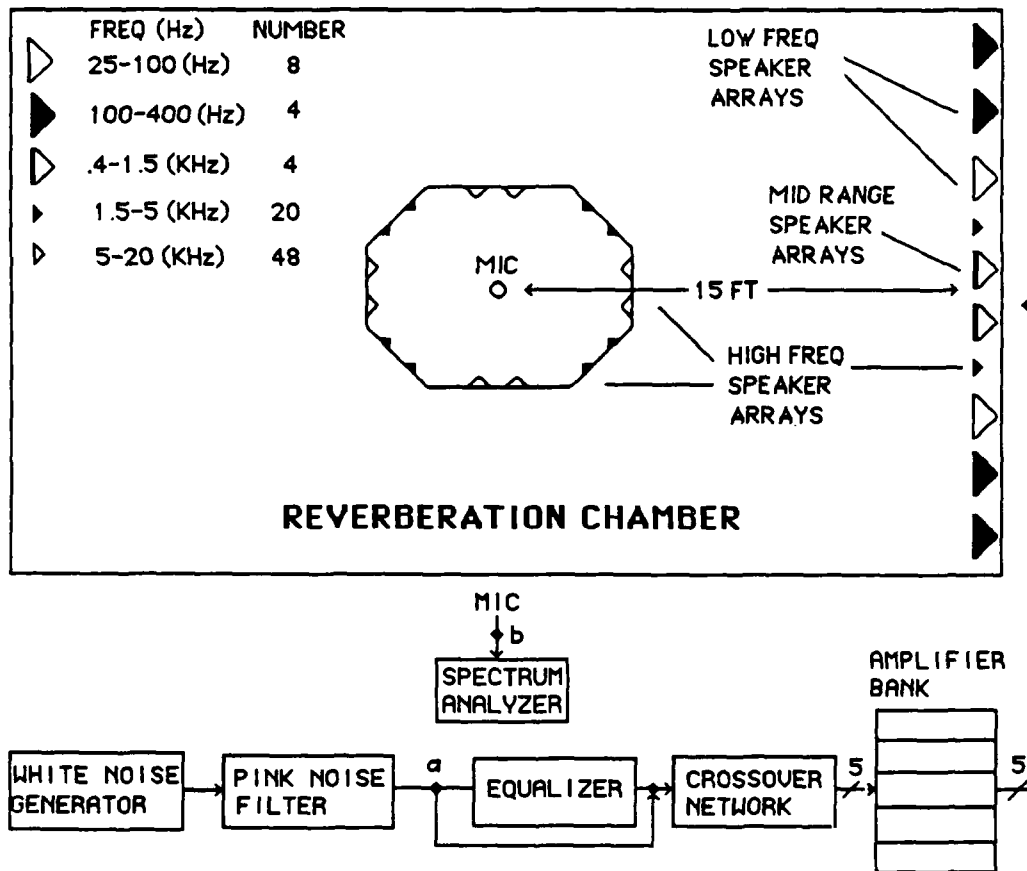 FREQ (Hz) NUMBER
25-100 (Hz) 8
100-400 (Hz) 4
.4-1.5 (KHz) 4
1.5-5 (KHz) 20
5-20 (KHz) 48
LOW FREQ
SPEAKER
ARRAYS
MID RANGE
SPEAKER
ARRAYS
MIC
15 FT
HIGH FREQ
SPEAKER
ARRAYS
REVERBERATION CHAMBER
MIC
b
SPECTRUM
ANALYZER
AMPLIFIER
BANK
WHITE NOISE
GENERATOR
PINK NOISE
FILTER
a
EQUALIZER
CROSSOVER
NETWORK
5
5